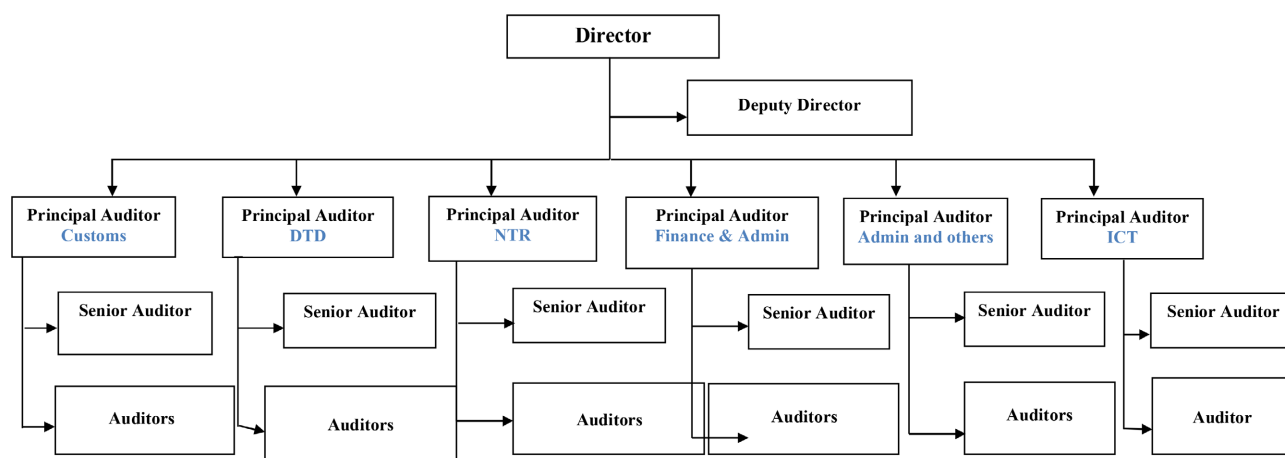 Director
Deputy Director
Principal Auditor
Customs
Principal Auditor
DTD
Principal Auditor
NTR
Principal Auditor
Finance & Admin
Principal Auditor
Admin and others
Principal Auditor
ICT
Senior Auditor
Senior Auditor
Senior Auditor
Senior Auditor
Senior Auditor
Senior Auditor
Auditors
Auditors
Auditors
Auditors
Auditors
Auditor